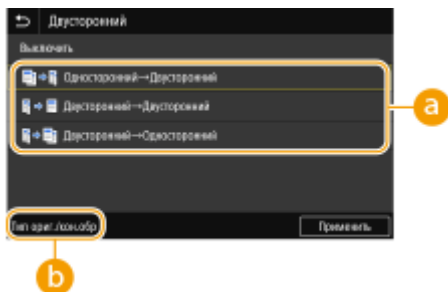 Двусторонний
Выключить
Односторонний→Двусторонний
Двусторонний→Двусторонний
Двусторонний→Односторонний
a
Тип ориг./кон.обр
Применить
b